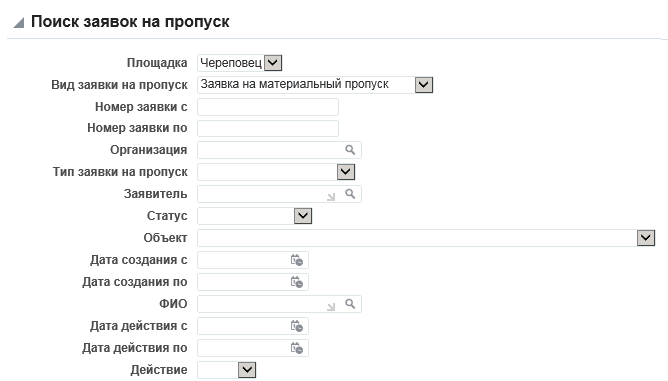 Поиск заявок на пропуск
Площадка Череповец
Вид заявки на пропуск Заявка на материальный пропуск
Номер заявки с
Номер заявки по
Организация
Тип заявки на пропуск
Заявитель
Статус
Объект
Дата создания с
Дата создания по
ФИО
Дата действия с
Дата действия по
Действие